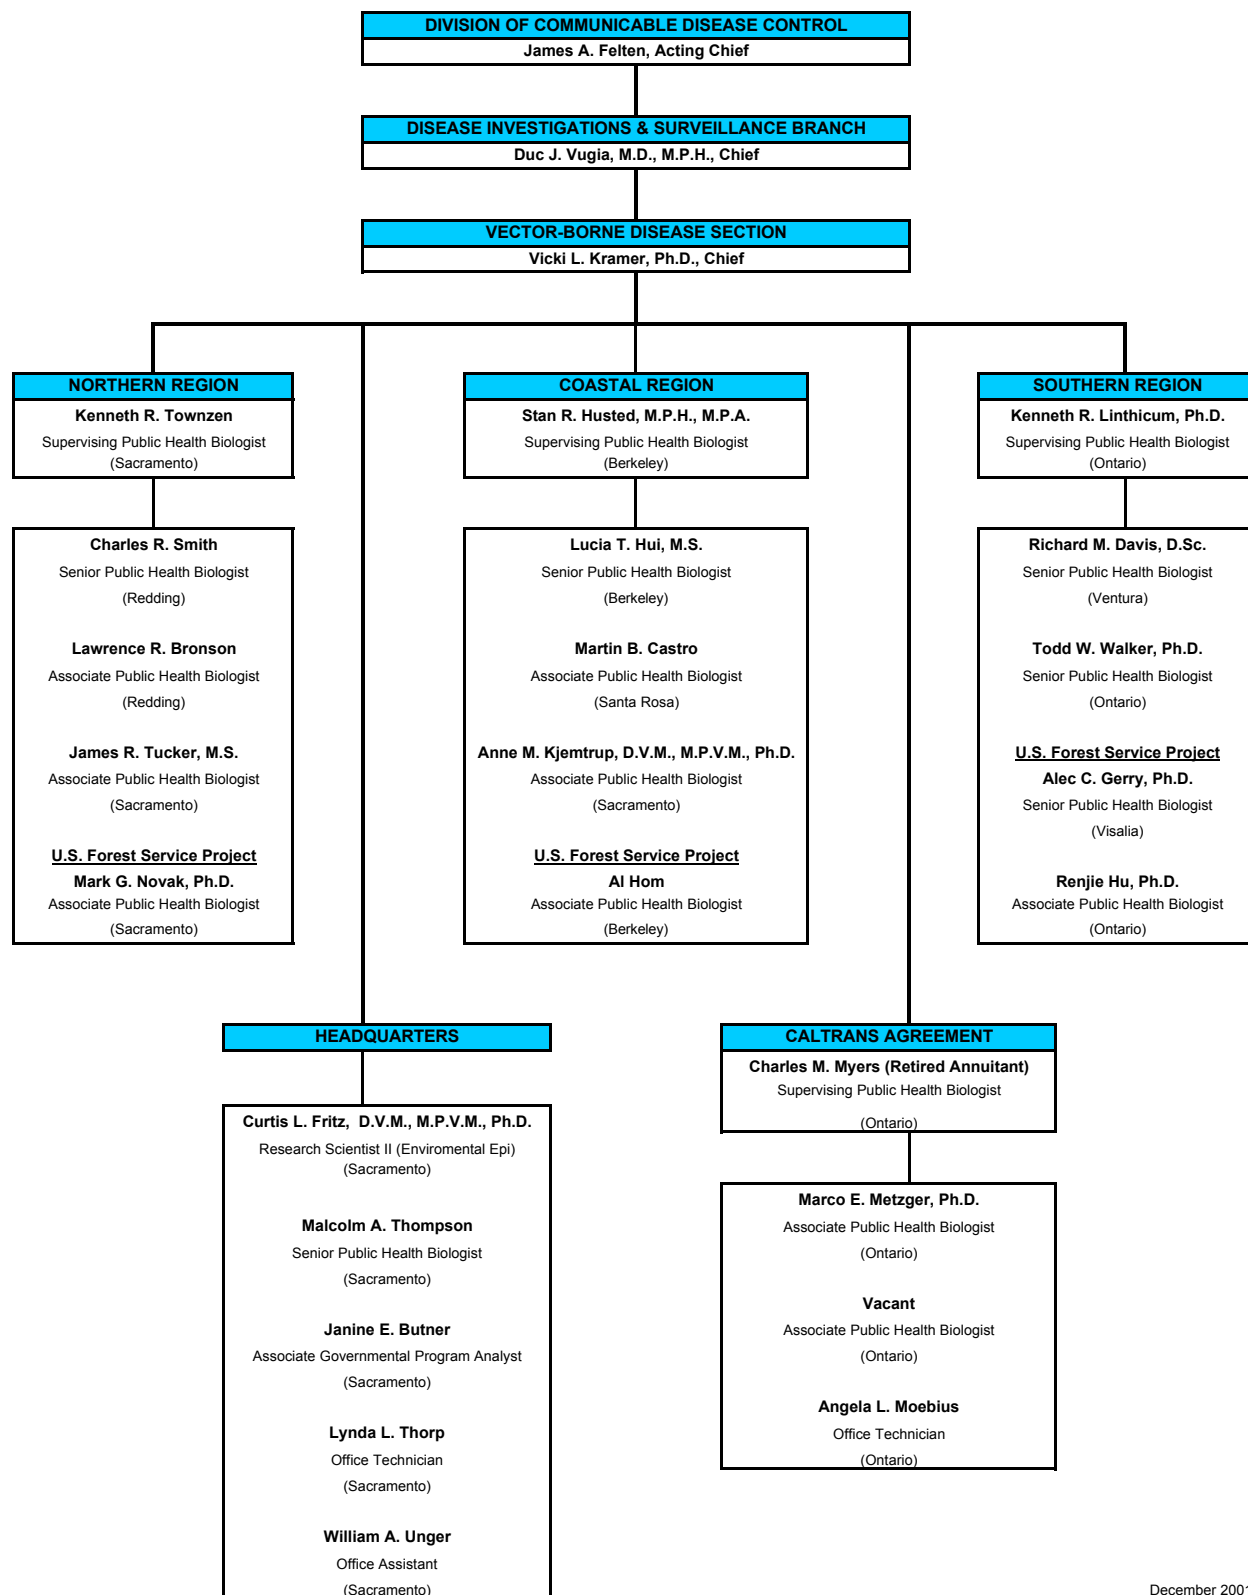 DIVISION OF COMMUNICABLE DISEASE CONTROL
James A. Felten, Acting Chief
DISEASE INVESTIGATIONS & SURVEILLANCE BRANCH
Duc J. Vugia, M.D., M.P.H., Chief
VECTOR-BORNE DISEASE SECTION
Vicki L. Kramer, Ph.D., Chief
NORTHERN REGION
Kenneth R. Townzen
Supervising Public Health Biologist
(Sacramento)
Charles R. Smith
Senior Public Health Biologist
(Redding)
Lawrence R. Bronson
Associate Public Health Biologist
(Redding)
James R. Tucker, M.S.
Associate Public Health Biologist
(Sacramento)
U.S. Forest Service Project
Mark G. Novak, Ph.D.
Associate Public Health Biologist
(Sacramento)
COASTAL REGION
Stan R. Husted, M.P.H., M.P.A.
Supervising Public Health Biologist
(Berkeley)
Lucia T. Hui, M.S.
Senior Public Health Biologist
(Berkeley)
Martin B. Castro
Associate Public Health Biologist
(Santa Rosa)
Anne M. Kjemtrup, D.V.M., M.P.V.M., Ph.D.
Associate Public Health Biologist
(Sacramento)
U.S. Forest Service Project
Al Hom
Associate Public Health Biologist
(Berkeley)
SOUTHERN REGION
Kenneth R. Linthicum, Ph.D.
Supervising Public Health Biologist
(Ontario)
Richard M. Davis, D.Sc.
Senior Public Health Biologist
(Ventura)
Todd W. Walker, Ph.D.
Senior Public Health Biologist
(Ontario)
U.S. Forest Service Project
Alec C. Gerry, Ph.D.
Senior Public Health Biologist
(Visalia)
Renjie Hu, Ph.D.
Associate Public Health Biologist
(Ontario)
HEADQUARTERS
Curtis L. Fritz, D.V.M., M.P.V.M., Ph.D.
Research Scientist II (Enviromental Epi)
(Sacramento)
Malcolm A. Thompson
Senior Public Health Biologist
(Sacramento)
Janine E. Butner
Associate Governmental Program Analyst
(Sacramento)
Lynda L. Thorp
Office Technician
(Sacramento)
William A. Unger
Office Assistant
(Sacramento)
CALTRANS AGREEMENT
Charles M. Myers (Retired Annuitant)
Supervising Public Health Biologist
(Ontario)
Marco E. Metzger, Ph.D.
Associate Public Health Biologist
(Ontario)
Vacant
Associate Public Health Biologist
(Ontario)
Angela L. Moebius
Office Technician
(Ontario)
December 2001